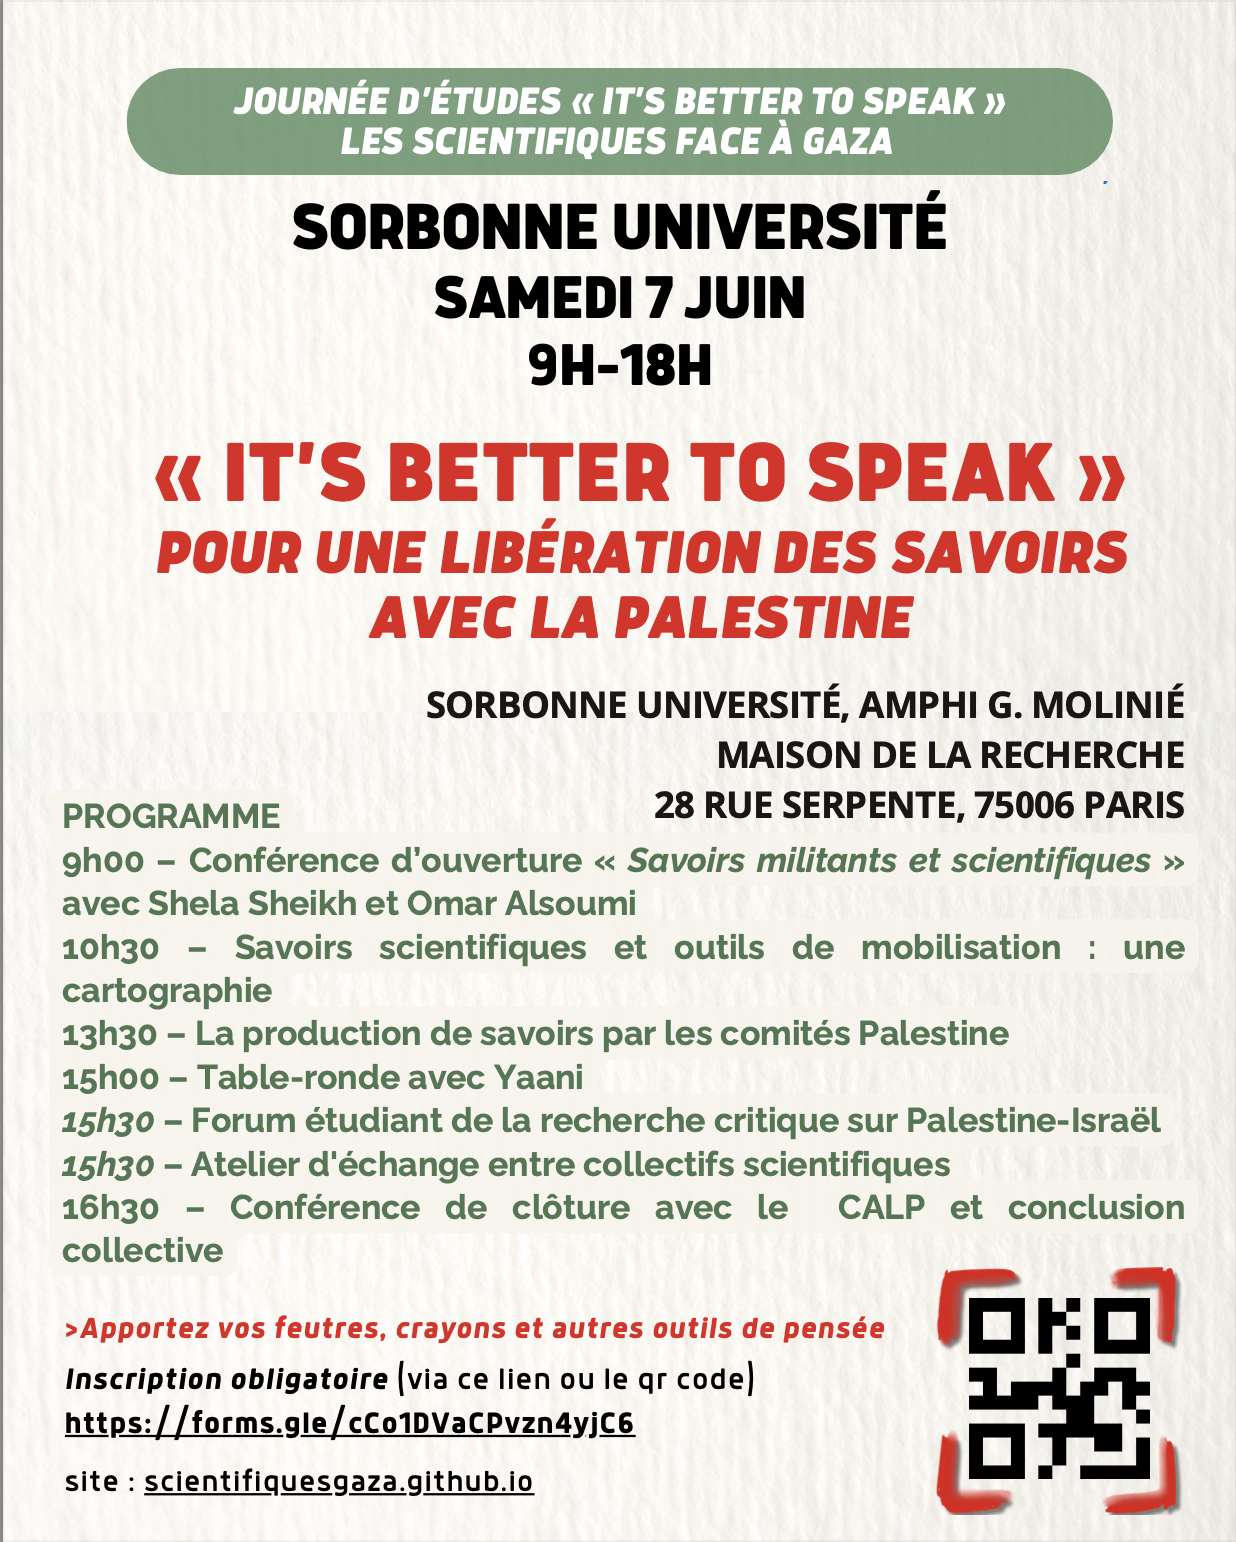 JOURNÉE D'ÉTUDES « IT'S BETTER TO SPEAK »
LES SCIENTIFIQUES FACE À GAZA
SORBONNE UNIVERSITÉ
SAMEDI 7 JUIN
9H-18H
« IT'S BETTER TO SPEAK »
POUR UNE LIBÉRATION DES SAVOIRS
AVEC LA PALESTINE
SORBONNE UNIVERSITÉ, AMPHI G. MOLINIÉ
MAISON DE LA RECHERCHE
28 RUE SERPENTE, 75006 PARIS
PROGRAMME
9h00 – Conférence d'ouverture « Savoirs militants et scientifiques »
avec Shela Sheikh et Omar Alsoumi
10h30 – Savoirs scientifiques et outils de mobilisation : une
cartographie
13h30 – La production de savoirs par les comités Palestine
15h00 – Table-ronde avec Yaani
15h30 – Forum étudiant de la recherche critique sur Palestine-Israël
15h30 – Atelier d'échange entre collectifs scientifiques
16h30 – Conférence de clôture avec le CALP et conclusion
collective
>Apportez vos feutres, crayons et autres outils de pensée
Inscription obligatoire (via ce lien ou le qr code)
https://forms.gle/cCo1DVaCPvzn4yjC6
site : scientifiquesgaza.github.io